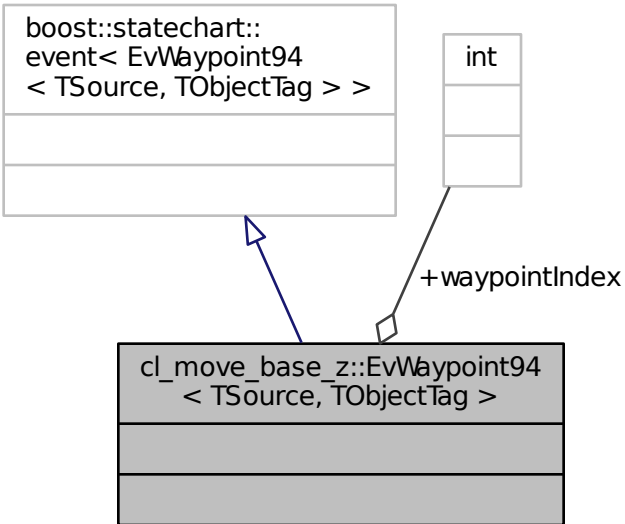 boost::statechart::
event< EvWaypoint94
< TSource, TObjectTag > >
int
+waypointIndex
cl_move_base_z::EvWaypoint94
< TSource, TObjectTag >